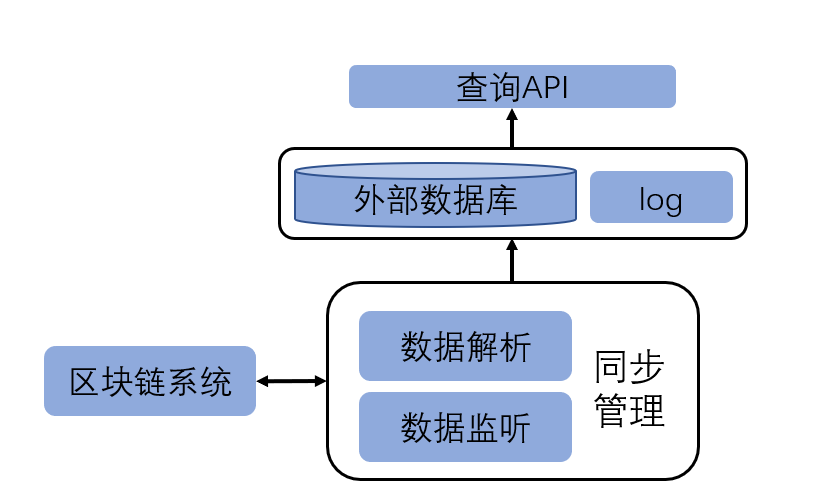 查询API
外部数据库
log
区块链系统
数据解析
数据监听
同步
管理